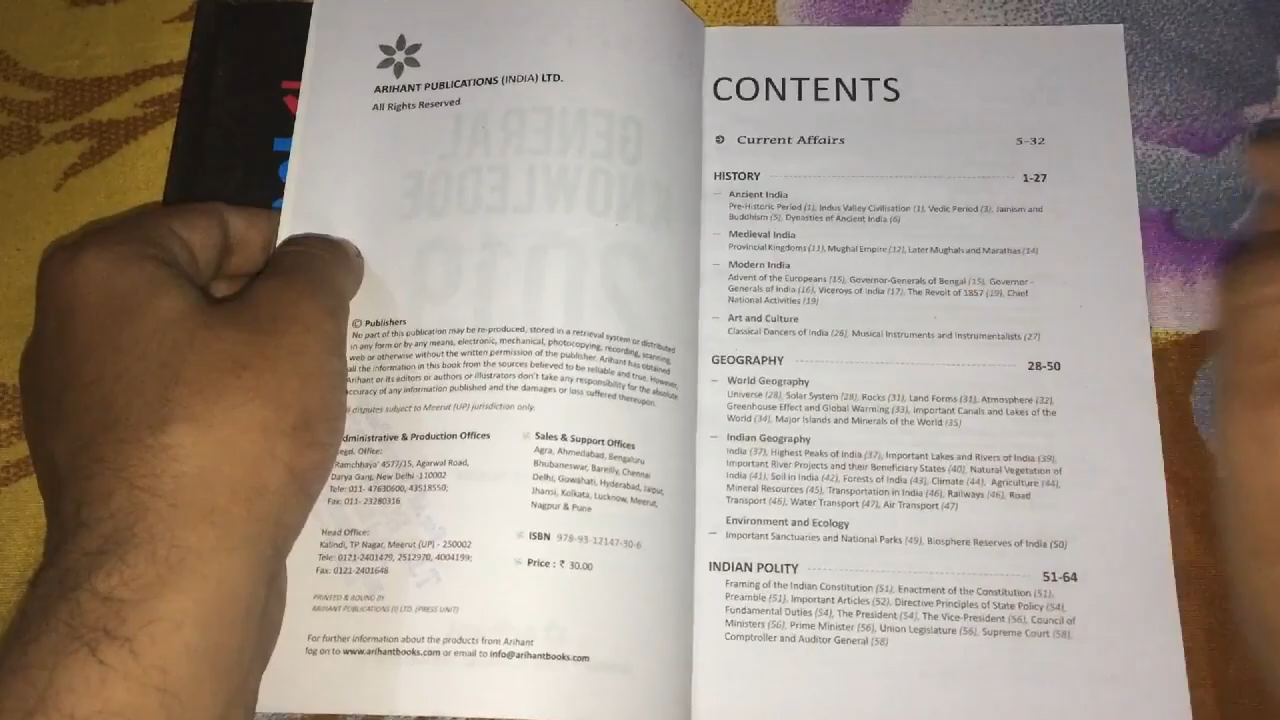 ARIHANT PUBLICATIONS (INDIA) LTD.
All Rights Reserved
© Publishers
No part of this publication may be re-produced, stored in a retrieval system or distributed
in any form or by any means, electronic, mechanical, photocopying, recording, scanning,
web or otherwise without the written permission of the publisher. Arihant has obtained
all the information in this book from the sources believed to be reliable and true. However,
Arihant or its editors or authors or illustrators don't take any responsibility for the absolute
accuracy of any information published and the damages or loss suffered thereupon.
disputes subject to Meerut (UP) jurisdiction only.
dministrative & Production Offices
egd. Office:
Ramchhaya' 4577/15, Agarwal Road,
Darya Ganj, New Delhi -110002
Tele: 011- 47630600, 43518550;
Fax: 011- 23280316
Head Office:
Kalindi, TP Nagar, Meerut (UP) - 250002
Tele: 0121-2401479, 2512970, 4004199;
Fax: 0121-2401648
Sales & Support Offices
Agra, Ahmedabad, Bengaluru
Bhubaneswar, Bareilly, Chennai
Delhi, Guwahati, Hyderabad, Jaipur,
Jhansi, Kolkata, Lucknow, Meerut,
Nagpur & Pune
ISBN 978-93-12147-30-6
Price : ₹ 30.00
PRINTED & BOUND BY
ARIHANT PUBLICATIONS (I) LTD. (PRESS UNIT)
For further information about the products from Arihant
log on to www.arihantbooks.com or email to info@arihantbooks.com
CONTENTS
Current Affairs 5-32
HISTORY 1-27
– Ancient India
Pre-Historic Period (1), Indus Valley Civilisation (1), Vedic Period (3), Jainism and
Buddhism (5), Dynasties of Ancient India (6)
– Medieval India
Provincial Kingdoms (11), Mughal Empire (12), Later Mughals and Marathas (14)
– Modern India
Advent of the Europeans (15), Governor-Generals of Bengal (15), Governor -
Generals of India (16), Viceroys of India (17), The Revolt of 1857 (19), Chief
National Activities (19)
– Art and Culture
Classical Dancers of India (26), Musical Instruments and Instrumentalists (27)
GEOGRAPHY 28-50
– World Geography
Universe (28), Solar System (28), Rocks (31), Land Forms (31), Atmosphere (32),
Greenhouse Effect and Global Warming (33), Important Canals and Lakes of the
World (34), Major Islands and Minerals of the World (35)
– Indian Geography
India (37), Highest Peaks of India (37), Important Lakes and Rivers of India (39),
Important River Projects and their Beneficiary States (40), Natural Vegetation of
India (41), Soil in India (42), Forests of India (43), Climate (44), Agriculture (44),
Mineral Resources (45), Transportation in India (46), Railways (46), Road
Transport (46), Water Transport (47), Air Transport (47)
Environment and Ecology
– Important Sanctuaries and National Parks (49), Biosphere Reserves of India (50)
INDIAN POLITY 51-64
Framing of the Indian Constitution (51), Enactment of the Constitution (51),
Preamble (51), Important Articles (52), Directive Principles of State Policy (54),
Fundamental Duties (54), The President (54), The Vice-President (56), Council of
Ministers (56), Prime Minister (56), Union Legislature (56), Supreme Court (58),
Comptroller and Auditor General (58)